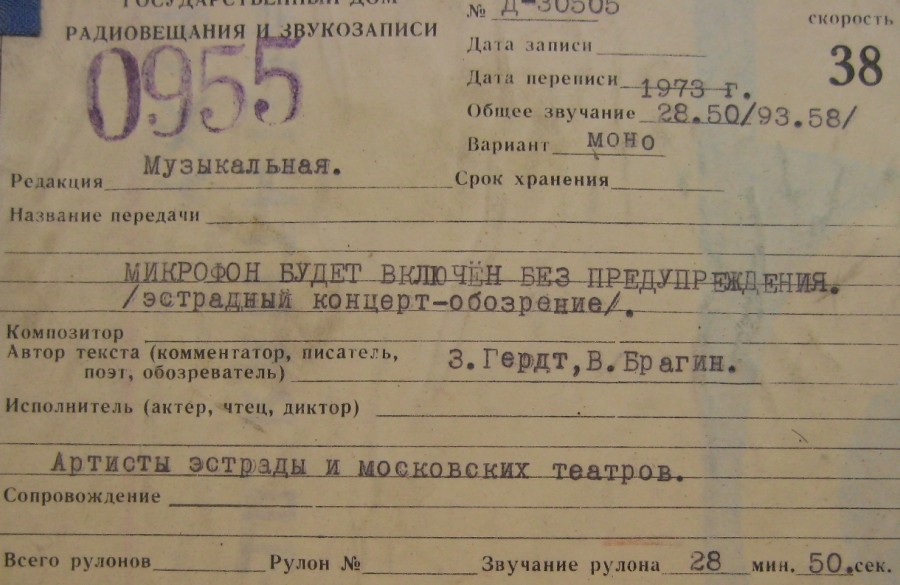 ГОСУДАРСТВЕННЫЙ ДОМ
РАДИОВЕЩАНИЯ И ЗВУКОЗАПИСИ
0955
№ Д-30505
скорость
38
Дата записи
Дата переписи 1973 г.
Общее звучание 28.50/93.58/
Вариант моно
Редакция Музыкальная.
Срок хранения
Название передачи
МИКРОФОН БУДЕТ ВКЛЮЧЁН БЕЗ ПРЕДУПРЕЖДЕНИЯ.
/эстрадный концерт-обозрение/.
Композитор
Автор текста (комментатор, писатель,
поэт, обозреватель) З.Гердт,В.Брагин.
Исполнитель (актер, чтец, диктор)
Артисты эстрады и московских театров.
Сопровождение
Всего рулонов Рулон № Звучание рулона 28 мин. 50.сек.